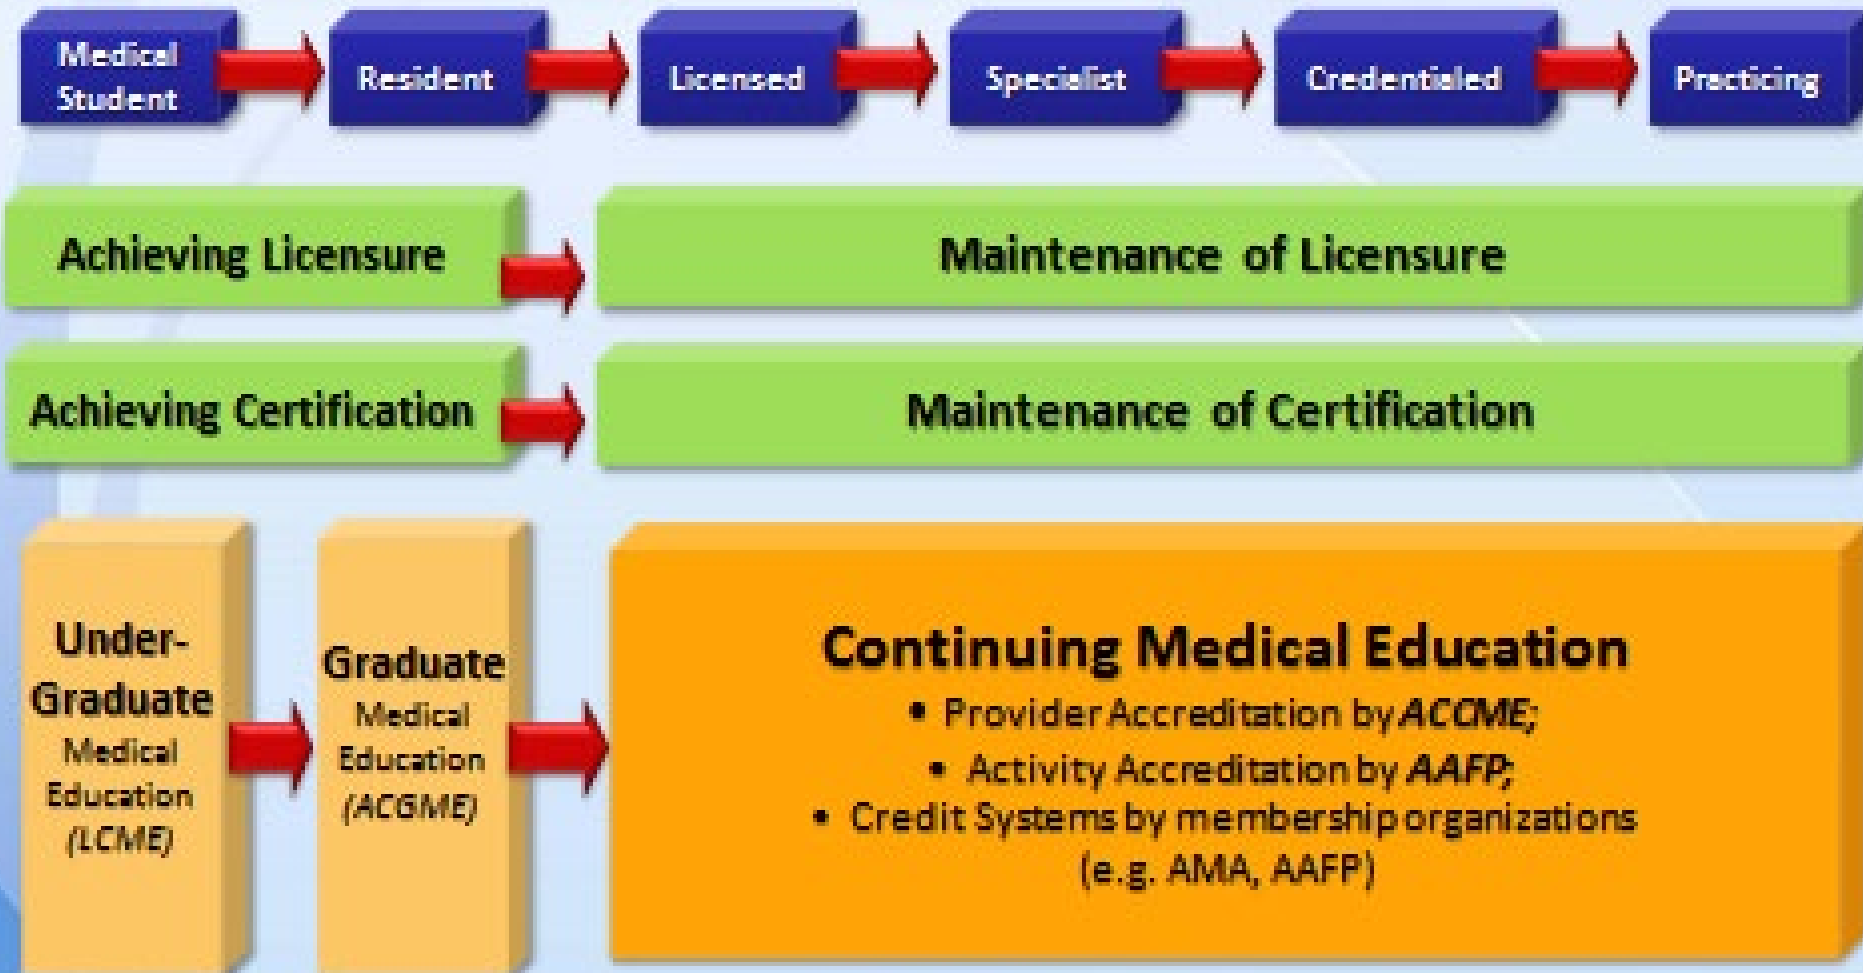 Medical
Student
Resident
Licensed
Specialist
Credentialed
Practicing
Achieving Licensure
Maintenance of Licensure
Achieving Certification
Maintenance of Certification
Under-
Graduate
Medical
Education
(LCME)
Graduate
Medical
Education
(ACGME)
Continuing Medical Education
• Provider Accreditation by ACCME;
• Activity Accreditation by AAFP;
• Credit Systems by membership organizations
(e.g. AMA, AAFP)